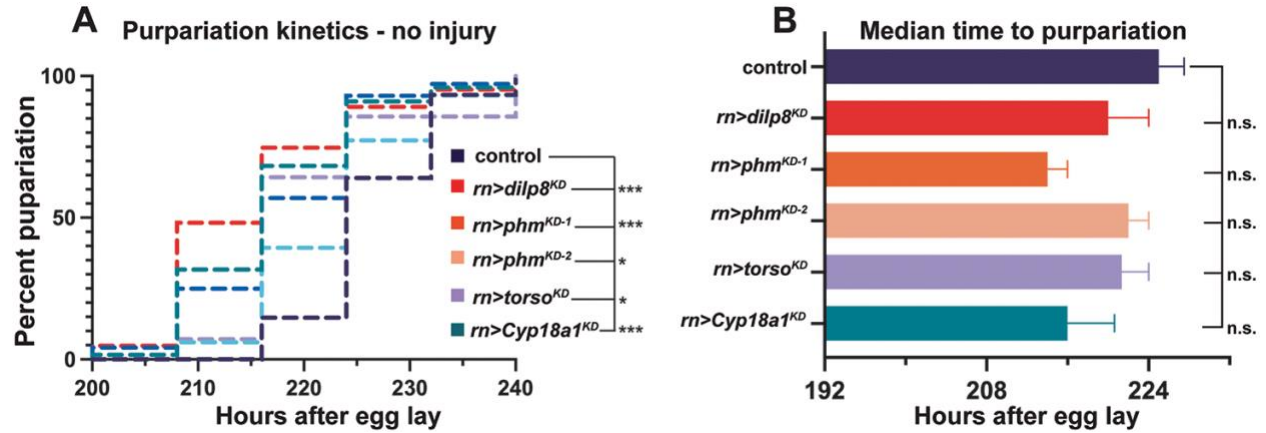 A
Purpariation kinetics - no injury
Percent pupariation
100
50
0
200
210
220
230
240
Hours after egg lay
control
rn>dilp8KD
***
rn>phmKD-1
***
rn>phmKD-2
*
rn>torsoKD
*
rn>Cyp18a1KD
***
B
Median time to purpariation
control
rn>dilp8KD
n.s.
rn>phmKD-1
n.s.
rn>phmKD-2
n.s.
rn>torsoKD
n.s.
rn>Cyp18a1KD
n.s.
192
208
224
Hours after egg lay